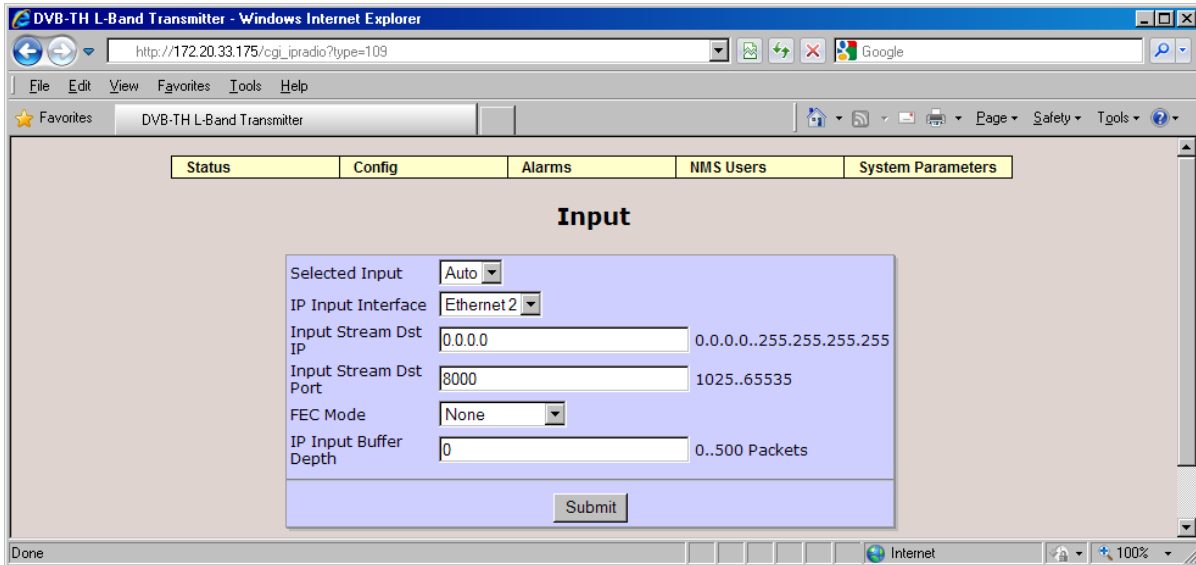 DVB-TH L-Band Transmitter - Windows Internet Explorer
http://172.20.33.175/cgi_ipradio?type=109
Google
File Edit View Favorites Tools Help
Favorites DVB-TH L-Band Transmitter Page Safety Tools
Status Config Alarms NMS Users System Parameters
Input
Selected Input Auto
IP Input Interface Ethernet 2
Input Stream Dst
IP
0.0.0.0 0.0.0.0..255.255.255.255
Input Stream Dst
Port
8000 1025..65535
FEC Mode None
IP Input Buffer
Depth
0 0..500 Packets
Submit
Done Internet 100%